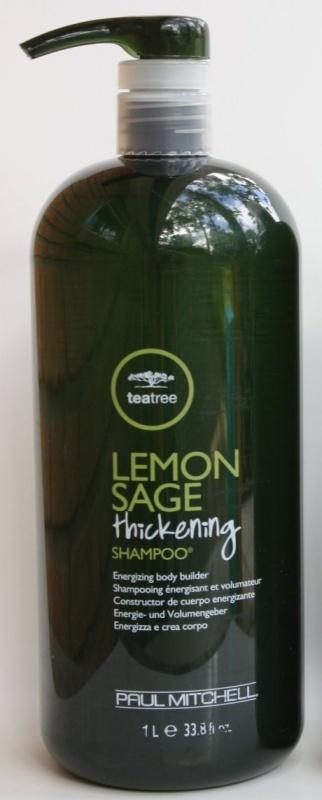 teatree
LEMON
SAGE
thickening
SHAMPOO®
Energizing body builder
Shampooing énergisant et volumateur
Constructor de cuerpo energizante
Energie- und Volumengeber
Energizza e crea corpo
PAUL MITCHELL
1L e 33.8 fl oz.